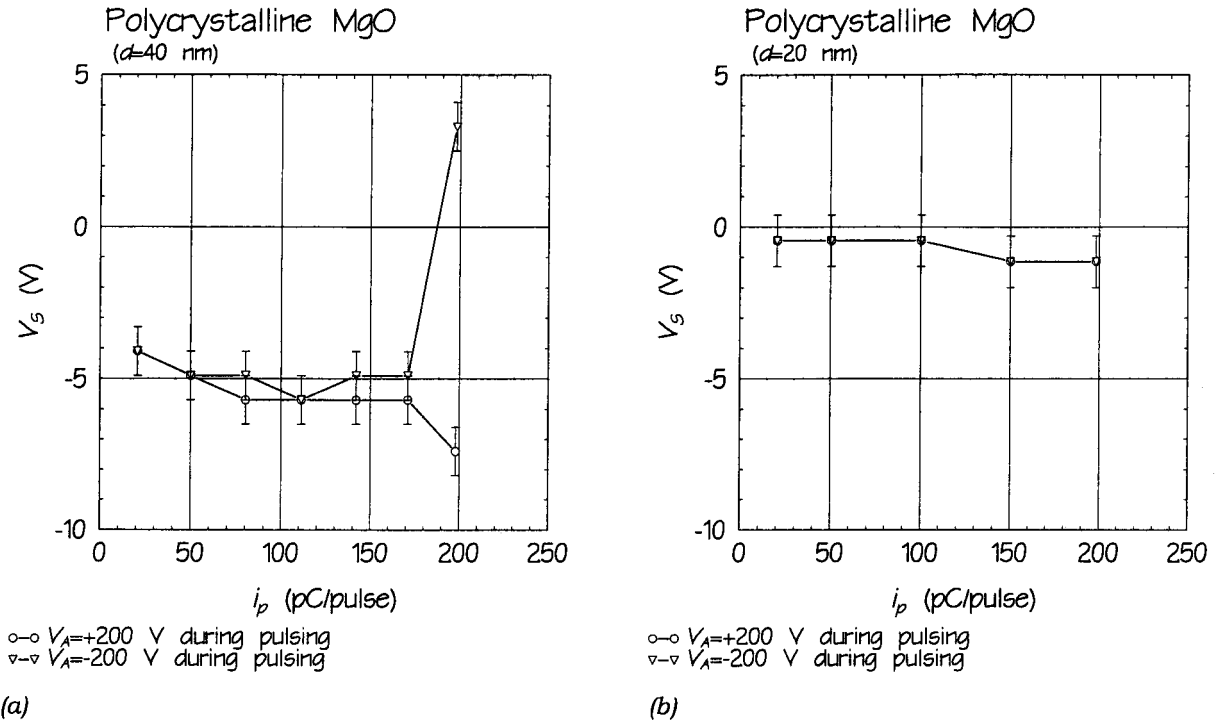 Polycrystalline MgO
(d=40 nm)
5
0
-5
-10
V_S (V)
0 50 100 150 200 250
i_p (pC/pulse)
o-o V_A=+200 V during pulsing
▿-▿ V_A=-200 V during pulsing
(a)
Polycrystalline MgO
(d=20 nm)
5
0
-5
-10
V_S (V)
0 50 100 150 200 250
i_p (pC/pulse)
o-o V_A=+200 V during pulsing
▿-▿ V_A=-200 V during pulsing
(b)